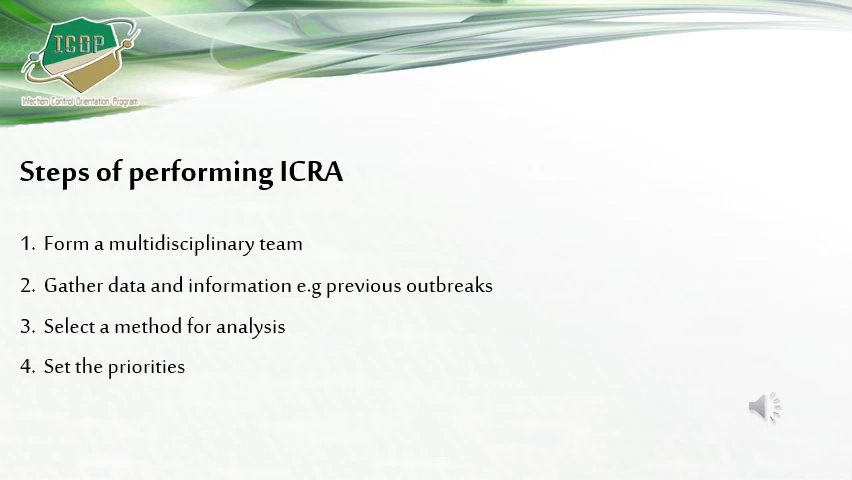 I.C.O.P
Infection Control Orientation Program
Steps of performing ICRA
1. Form a multidisciplinary team
2. Gather data and information e.g previous outbreaks
3. Select a method for analysis
4. Set the priorities